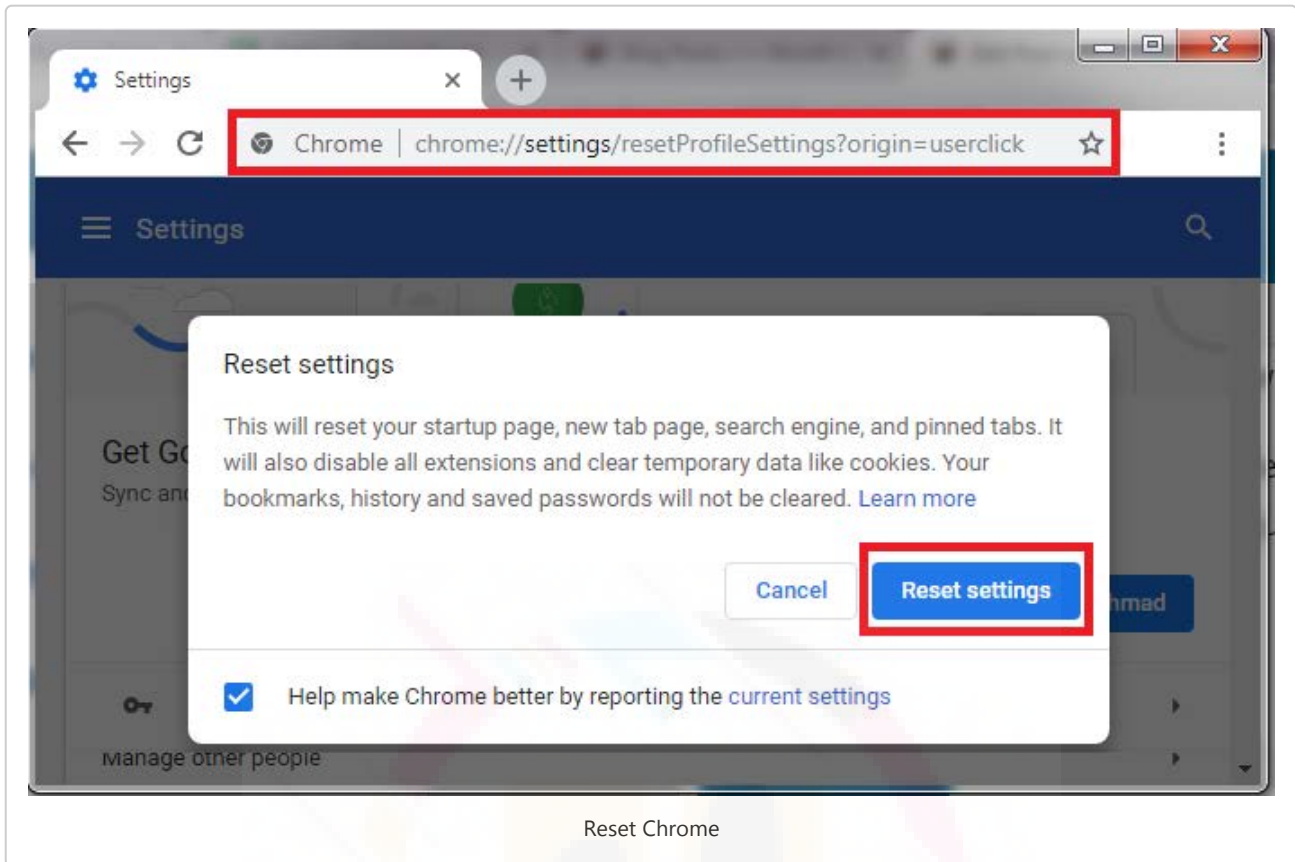 Settings
Chrome | chrome://settings/resetProfileSettings?origin=userclick
Settings
Reset settings
This will reset your startup page, new tab page, search engine, and pinned tabs. It
will also disable all extensions and clear temporary data like cookies. Your
bookmarks, history and saved passwords will not be cleared. Learn more
Get
Sync
Cancel
Reset settings
Help make Chrome better by reporting the current settings
Manage other people
Reset Chrome